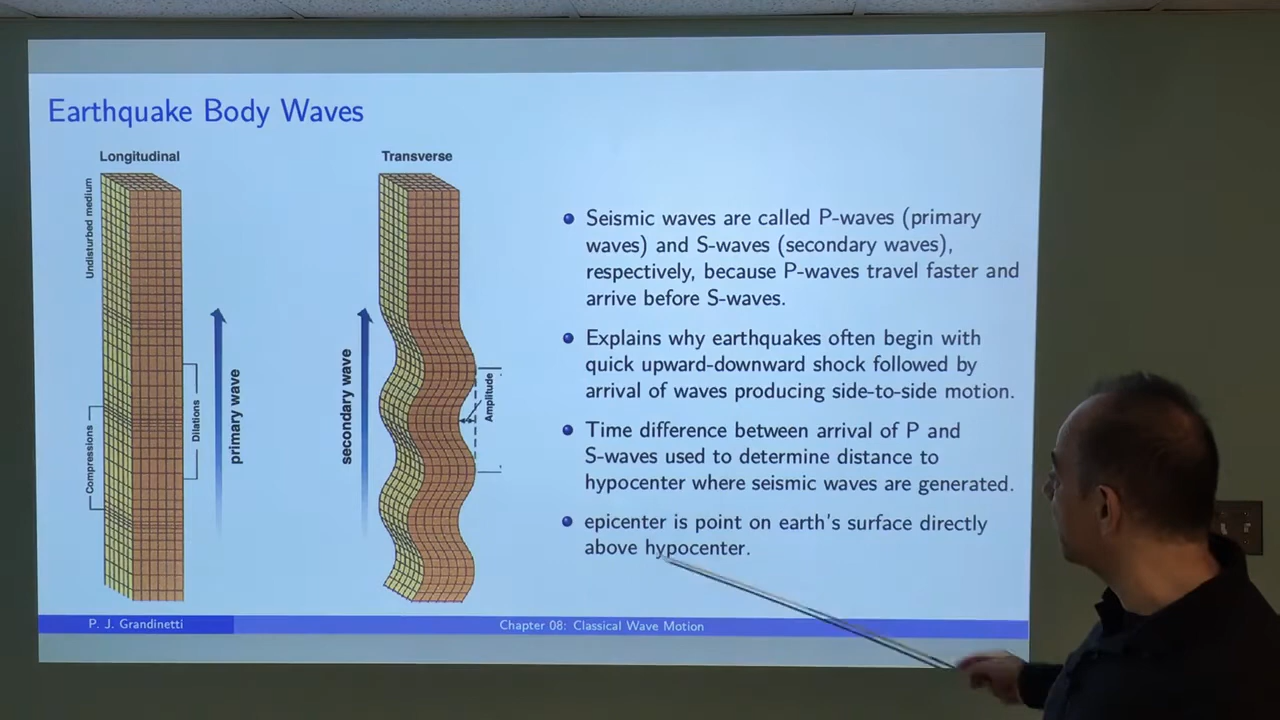 Earthquake Body Waves
Longitudinal
Undisturbed medium
Compressions
Dilations
primary wave
Transverse
secondary wave
Amplitude
Seismic waves are called P-waves (primary
waves) and S-waves (secondary waves),
respectively, because P-waves travel faster and
arrive before S-waves.
Explains why earthquakes often begin with
quick upward-downward shock followed by
arrival of waves producing side-to-side motion.
Time difference between arrival of P and
S-waves used to determine distance to
hypocenter where seismic waves are generated.
epicenter is point on earth's surface directly
above hypocenter.
P. J. Grandinetti
Chapter 08: Classical Wave Motion